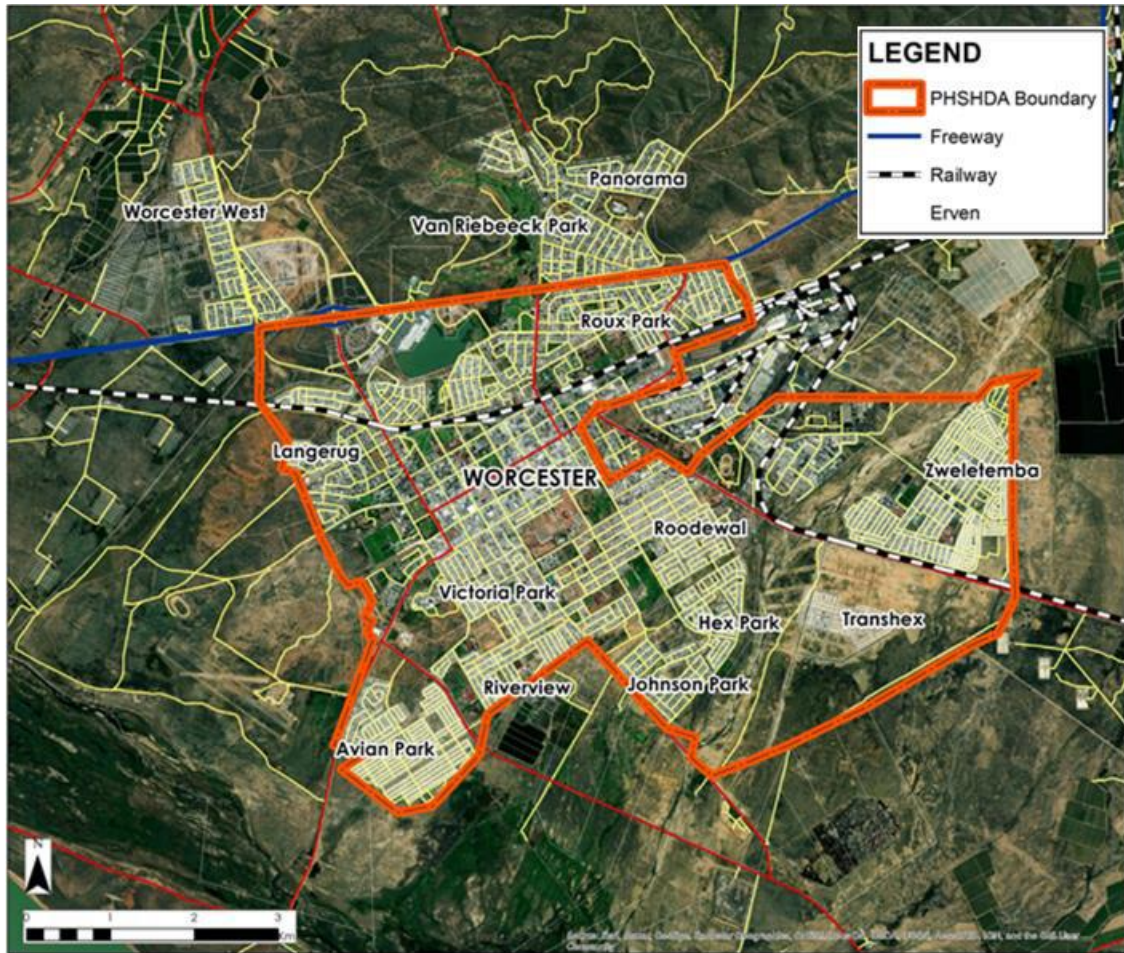 LEGEND
PHSHDA Boundary
Freeway
Railway
Erven
Panorama
Worcester West
Van Riebeeck Park
Roux Park
Langerug
WORCESTER
Zweletemba
Roodewal
Victoria Park
Hex Park
Transhex
Riverview
Johnson Park
Avian Park
N
0 1 2 3
Km
Community